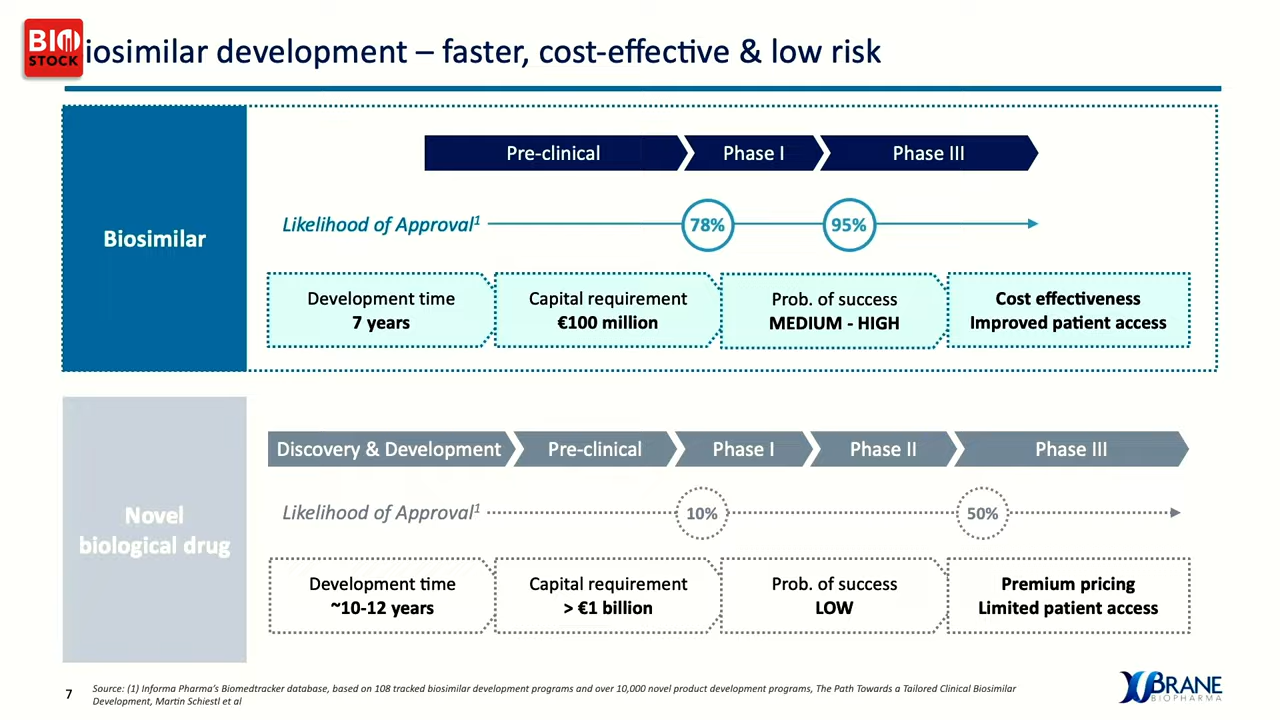 BIO
STOCK
iosimilar development – faster, cost-effective & low risk
Biosimilar
Pre-clinical
Phase I
Phase III
Likelihood of Approval¹
78%
95%
Development time
7 years
Capital requirement
€100 million
Prob. of success
MEDIUM - HIGH
Cost effectiveness
Improved patient access
Novel
biological drug
Discovery & Development
Pre-clinical
Phase I
Phase II
Phase III
Likelihood of Approval¹
10%
50%
Development time
~10-12 years
Capital requirement
> €1 billion
Prob. of success
LOW
Premium pricing
Limited patient access
7
Source: (1) Informa Pharma's Biomedtracker database, based on 108 tracked biosimilar development programs and over 10,000 novel product development programs, The Path Towards a Tailored Clinical Biosimilar
Development, Martin Schiestl et al
XBRANE
BIOPHARMA